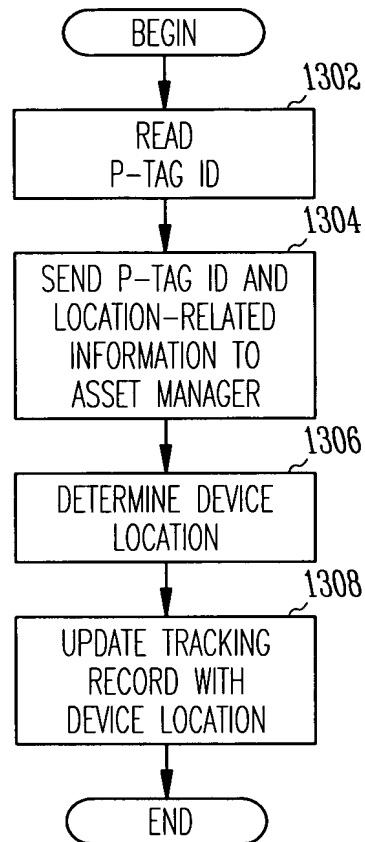 BEGIN
1302
READ
P-TAG ID
1304
SEND P-TAG ID AND
LOCATION-RELATED
INFORMATION TO
ASSET MANAGER
1306
DETERMINE DEVICE
LOCATION
1308
UPDATE TRACKING
RECORD WITH
DEVICE LOCATION
END